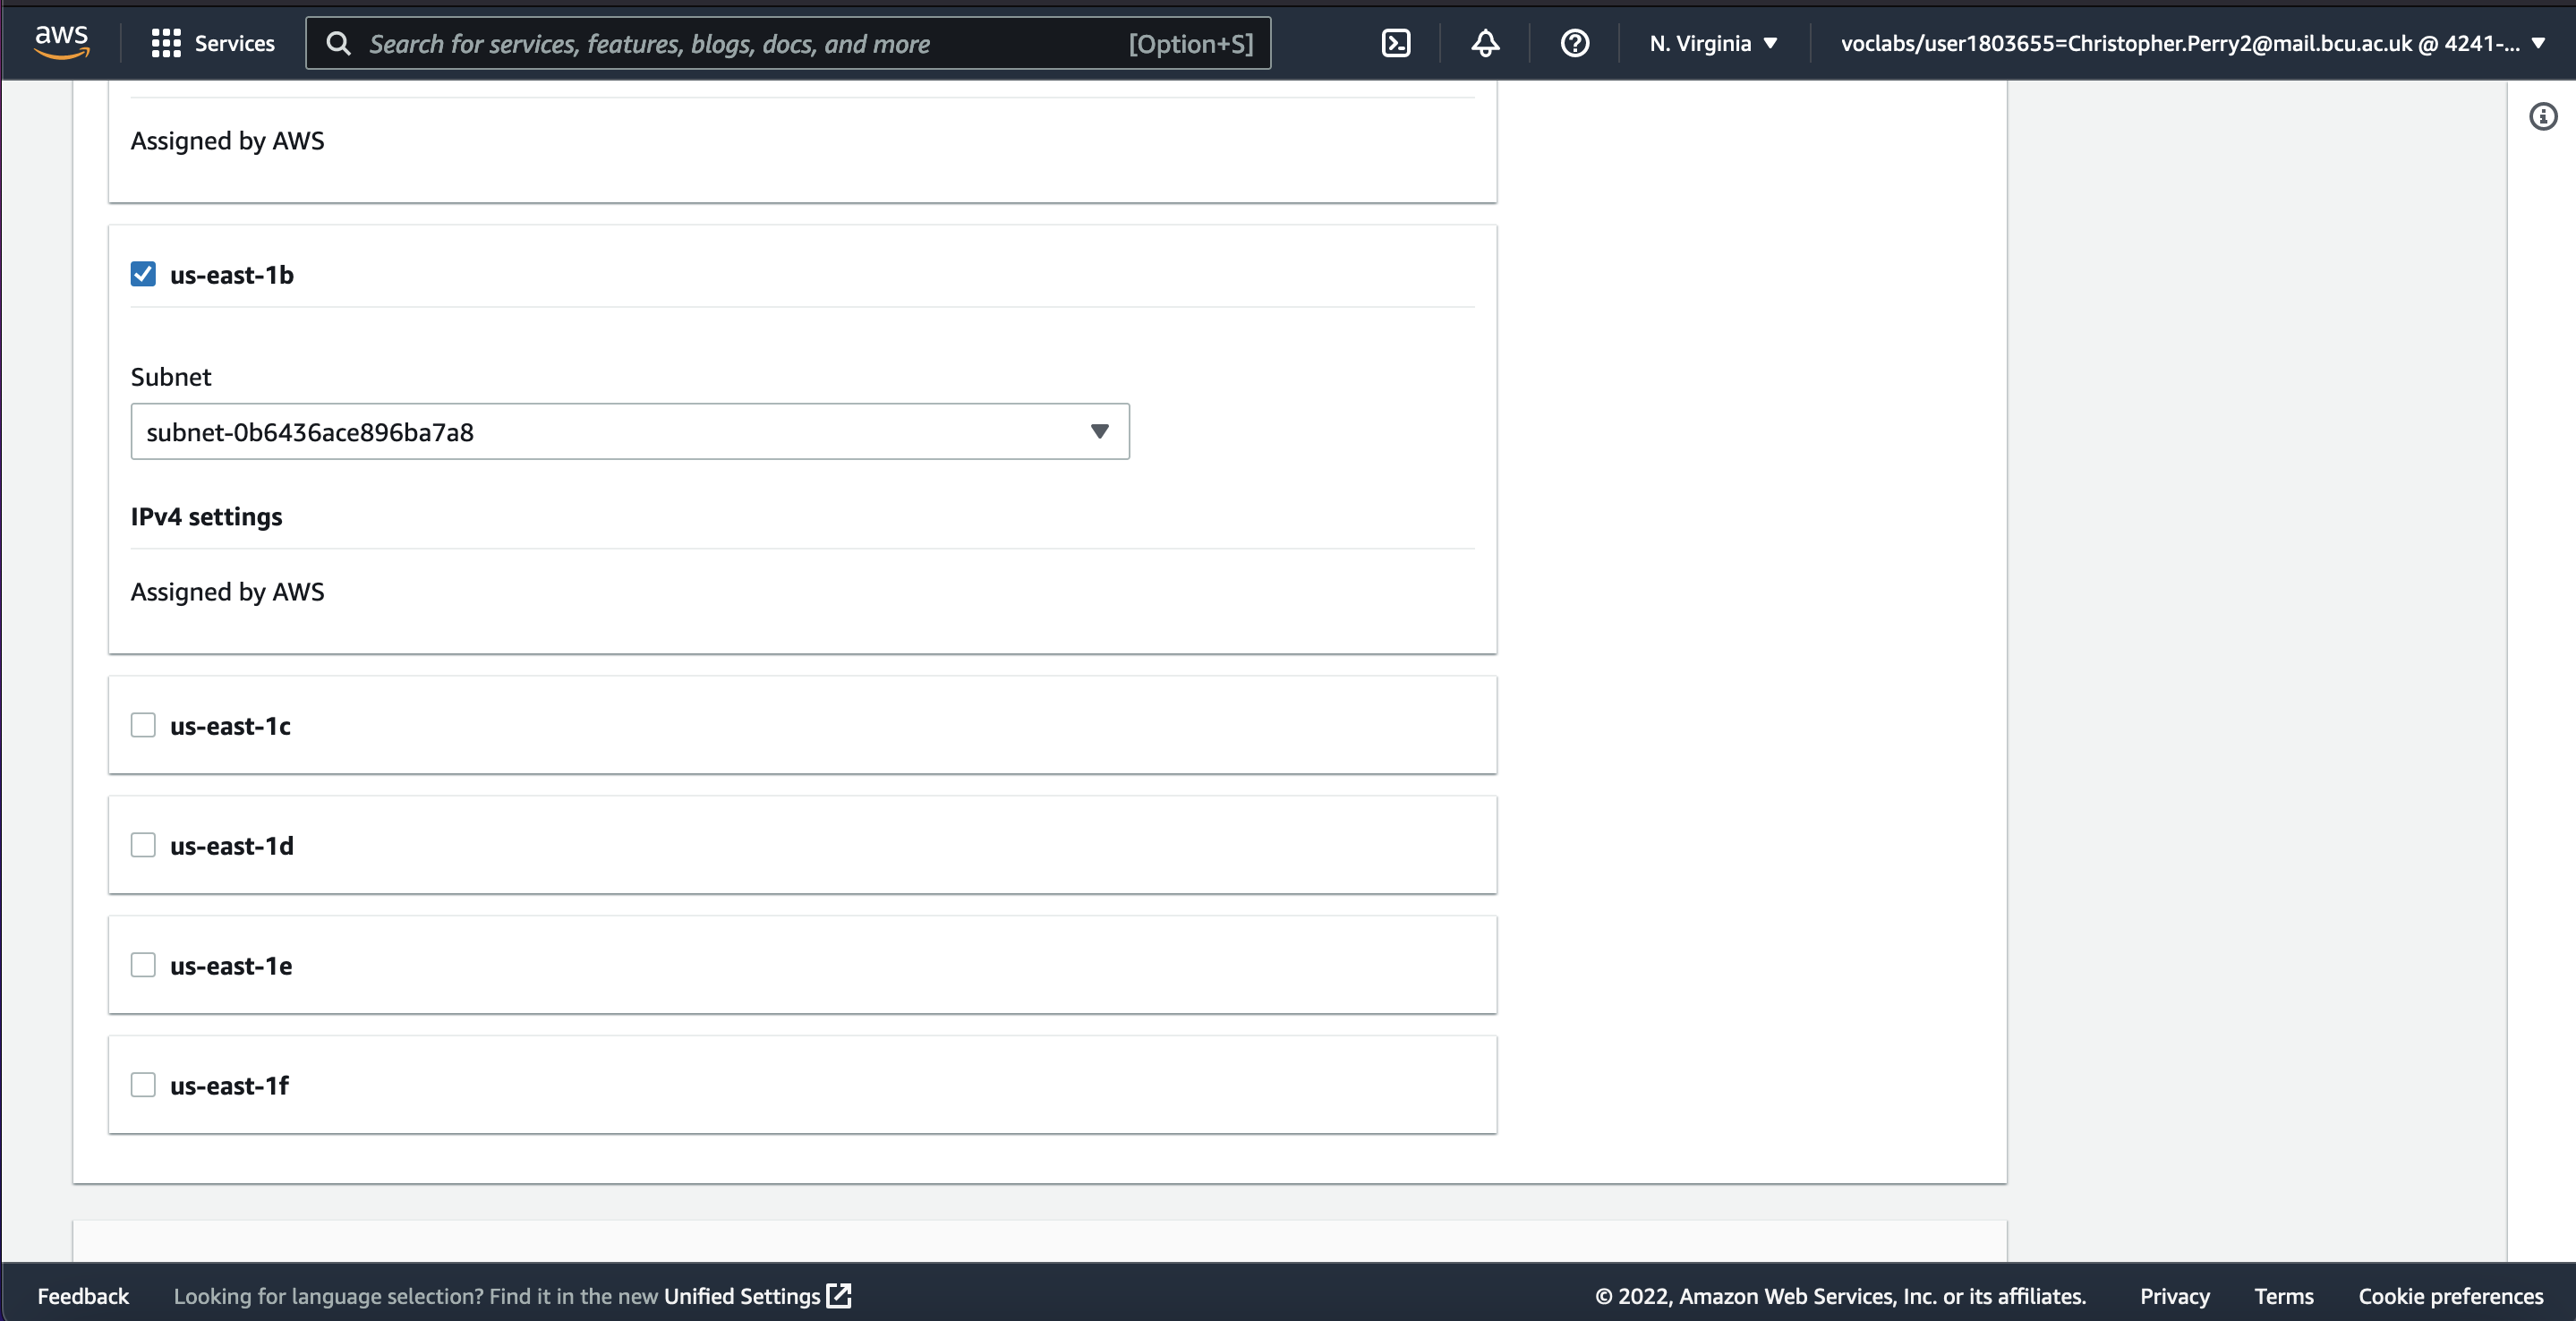 aws Services Search for services, features, blogs, docs, and more [Option+S] N. Virginia voclabs/user1803655=Christopher.Perry2@mail.bcu.ac.uk @ 4241-...
Assigned by AWS
us-east-1b
Subnet
subnet-0b6436ace896ba7a8
IPv4 settings
Assigned by AWS
us-east-1c
us-east-1d
us-east-1e
us-east-1f
Feedback Looking for language selection? Find it in the new Unified Settings © 2022, Amazon Web Services, Inc. or its affiliates. Privacy Terms Cookie preferences